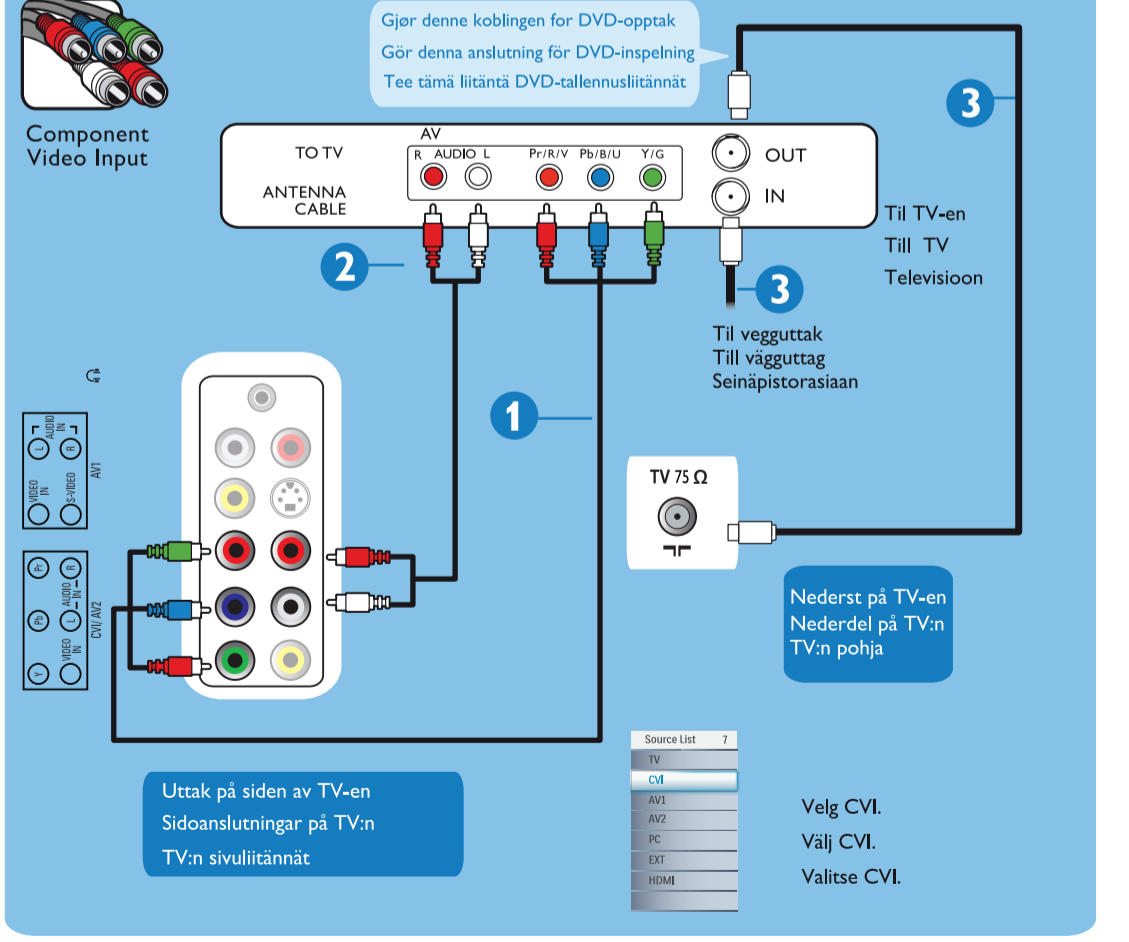 Gjør denne koblingen for DVD-opptak
Gör denna anslutning för DVD-inspelning
Tee tämä liitäntä DVD-tallennusliitännät
Component
Video Input
3
TO TV
ANTENNA
CABLE
AV
R AUDIO L
Pr/R/V Pb/B/U Y/G
OUT
IN
Til TV-en
Till TV
Televisioon
2
3
Til vegguttak
Till vägguttag
Seinäpistorasiaan
1
L
R
AUDIO
IN
VIDEO
IN
S-VIDEO
AV1
TV 75 Ω
Pr
Pb
Y
R
L
AUDIO
IN
VIDEO
IN
CVI/ AV2
Nederst på TV-en
Nederdel på TV:n
TV:n pohja
Uttak på siden av TV-en
Sidoanslutningar på TV:n
TV:n sivuliitännät
Source List 7
TV
CVI
AV1
AV2
PC
EXT
HDMI
Velg CVI.
Välj CVI.
Valitse CVI.